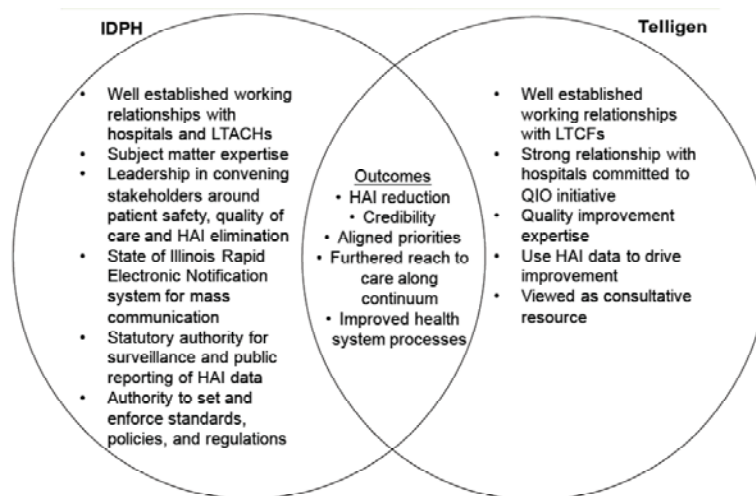 IDPH
Telligen
• Well established working
relationships with
hospitals and LTACHs
• Subject matter expertise
• Leadership in convening
stakeholders around
patient safety, quality of
care and HAI elimination
• State of Illinois Rapid
Electronic Notification
system for mass
communication
• Statutory authority for
surveillance and public
reporting of HAI data
• Authority to set and
enforce standards,
policies, and regulations
Outcomes
• HAI reduction
• Credibility
• Aligned priorities
• Furthered reach to
care along
continuum
• Improved health
system processes
• Well established
working relationships
with LTCFs
• Strong relationship with
hospitals committed to
QIO initiative
• Quality improvement
expertise
• Use HAI data to drive
improvement
• Viewed as consultative
resource